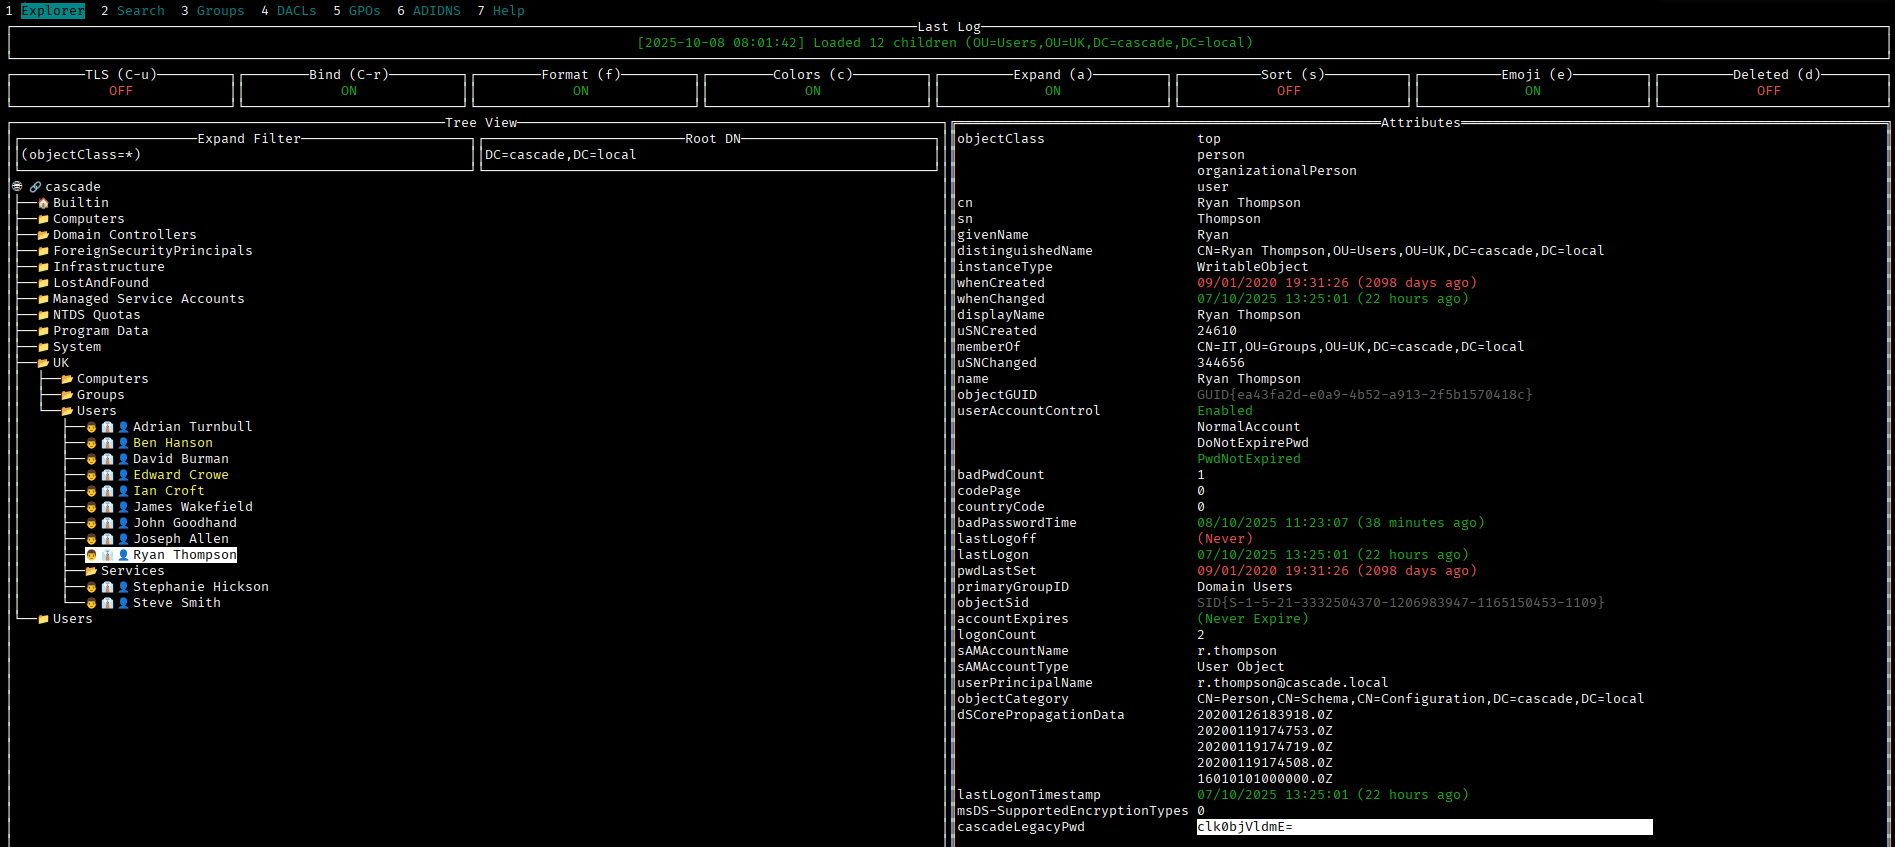 1 Explorer 2 Search 3 Groups 4 DACLs 5 GPOs 6 ADIDNS 7 Help
Last Log
[2025-10-08 08:01:42] Loaded 12 children (OU=Users,OU=UK,DC=cascade,DC=local)
TLS (C-u) Bind (C-r) Format (f) Colors (c) Expand (a) Sort (s) Emoji (e) Deleted (d)
OFF ON ON ON ON OFF ON OFF
Tree View
Expand Filter Root DN
(objectClass=*) DC=cascade,DC=local
cascade
Builtin
Computers
Domain Controllers
ForeignSecurityPrincipals
Infrastructure
LostAndFound
Managed Service Accounts
NTDS Quotas
Program Data
System
UK
Computers
Groups
Users
Adrian Turnbull
Ben Hanson
David Burman
Edward Crowe
Ian Croft
James Wakefield
John Goodhand
Joseph Allen
Ryan Thompson
Services
Stephanie Hickson
Steve Smith
Users
Attributes
objectClass top
person
organizationalPerson
user
cn Ryan Thompson
sn Thompson
givenName Ryan
distinguishedName CN=Ryan Thompson,OU=Users,OU=UK,DC=cascade,DC=local
instanceType WritableObject
whenCreated 09/01/2020 19:31:26 (2098 days ago)
whenChanged 07/10/2025 13:25:01 (22 hours ago)
displayName Ryan Thompson
uSNCreated 24610
memberOf CN=IT,OU=Groups,OU=UK,DC=cascade,DC=local
uSNChanged 344656
name Ryan Thompson
objectGUID GUID{ea43fa2d-e0a9-4b52-a913-2f5b1570418c}
userAccountControl Enabled
NormalAccount
DoNotExpirePwd
PwdNotExpired
badPwdCount 1
codePage 0
countryCode 0
badPasswordTime 08/10/2025 11:23:07 (38 minutes ago)
lastLogoff (Never)
lastLogon 07/10/2025 13:25:01 (22 hours ago)
pwdLastSet 09/01/2020 19:31:26 (2098 days ago)
primaryGroupID Domain Users
objectSid SID{S-1-5-21-3332504370-1206983947-1165150453-1109}
accountExpires (Never Expire)
logonCount 2
sAMAccountName r.thompson
sAMAccountType User Object
userPrincipalName r.thompson@cascade.local
objectCategory CN=Person,CN=Schema,CN=Configuration,DC=cascade,DC=local
dSCorePropagationData 20200126183918.0Z
20200119174753.0Z
20200119174719.0Z
20200119174508.0Z
16010101000000.0Z
lastLogonTimestamp 07/10/2025 13:25:01 (22 hours ago)
msDS-SupportedEncryptionTypes 0
cascadeLegacyPwd clk0bjVldmE=